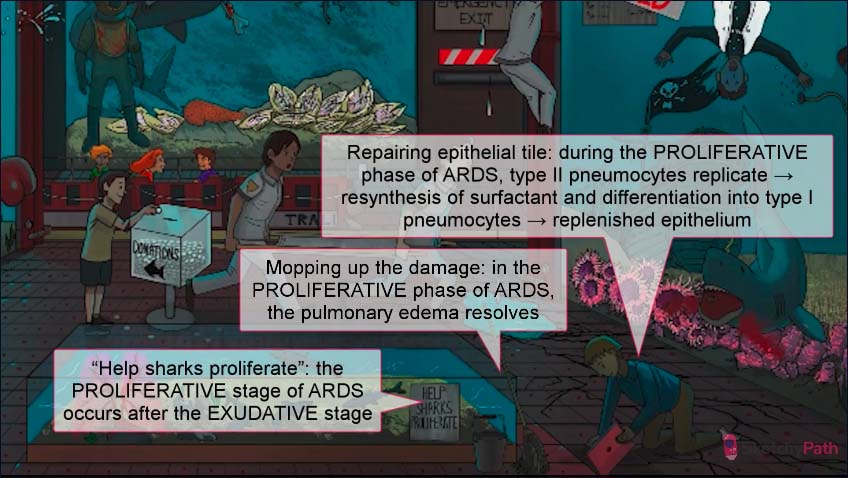 EMERGENCY
EXIT
Repairing epithelial tile: during the PROLIFERATIVE
phase of ARDS, type II pneumocytes replicate →
resynthesis of surfactant and differentiation into type I
pneumocytes → replenished epithelium
TRA
DONATIONS
Mopping up the damage: in the
PROLIFERATIVE phase of ARDS,
the pulmonary edema resolves
“Help sharks proliferate”: the
PROLIFERATIVE stage of ARDS
occurs after the EXUDATIVE stage
HELP
SHARKS
PROLIFERATE
SketchyPath